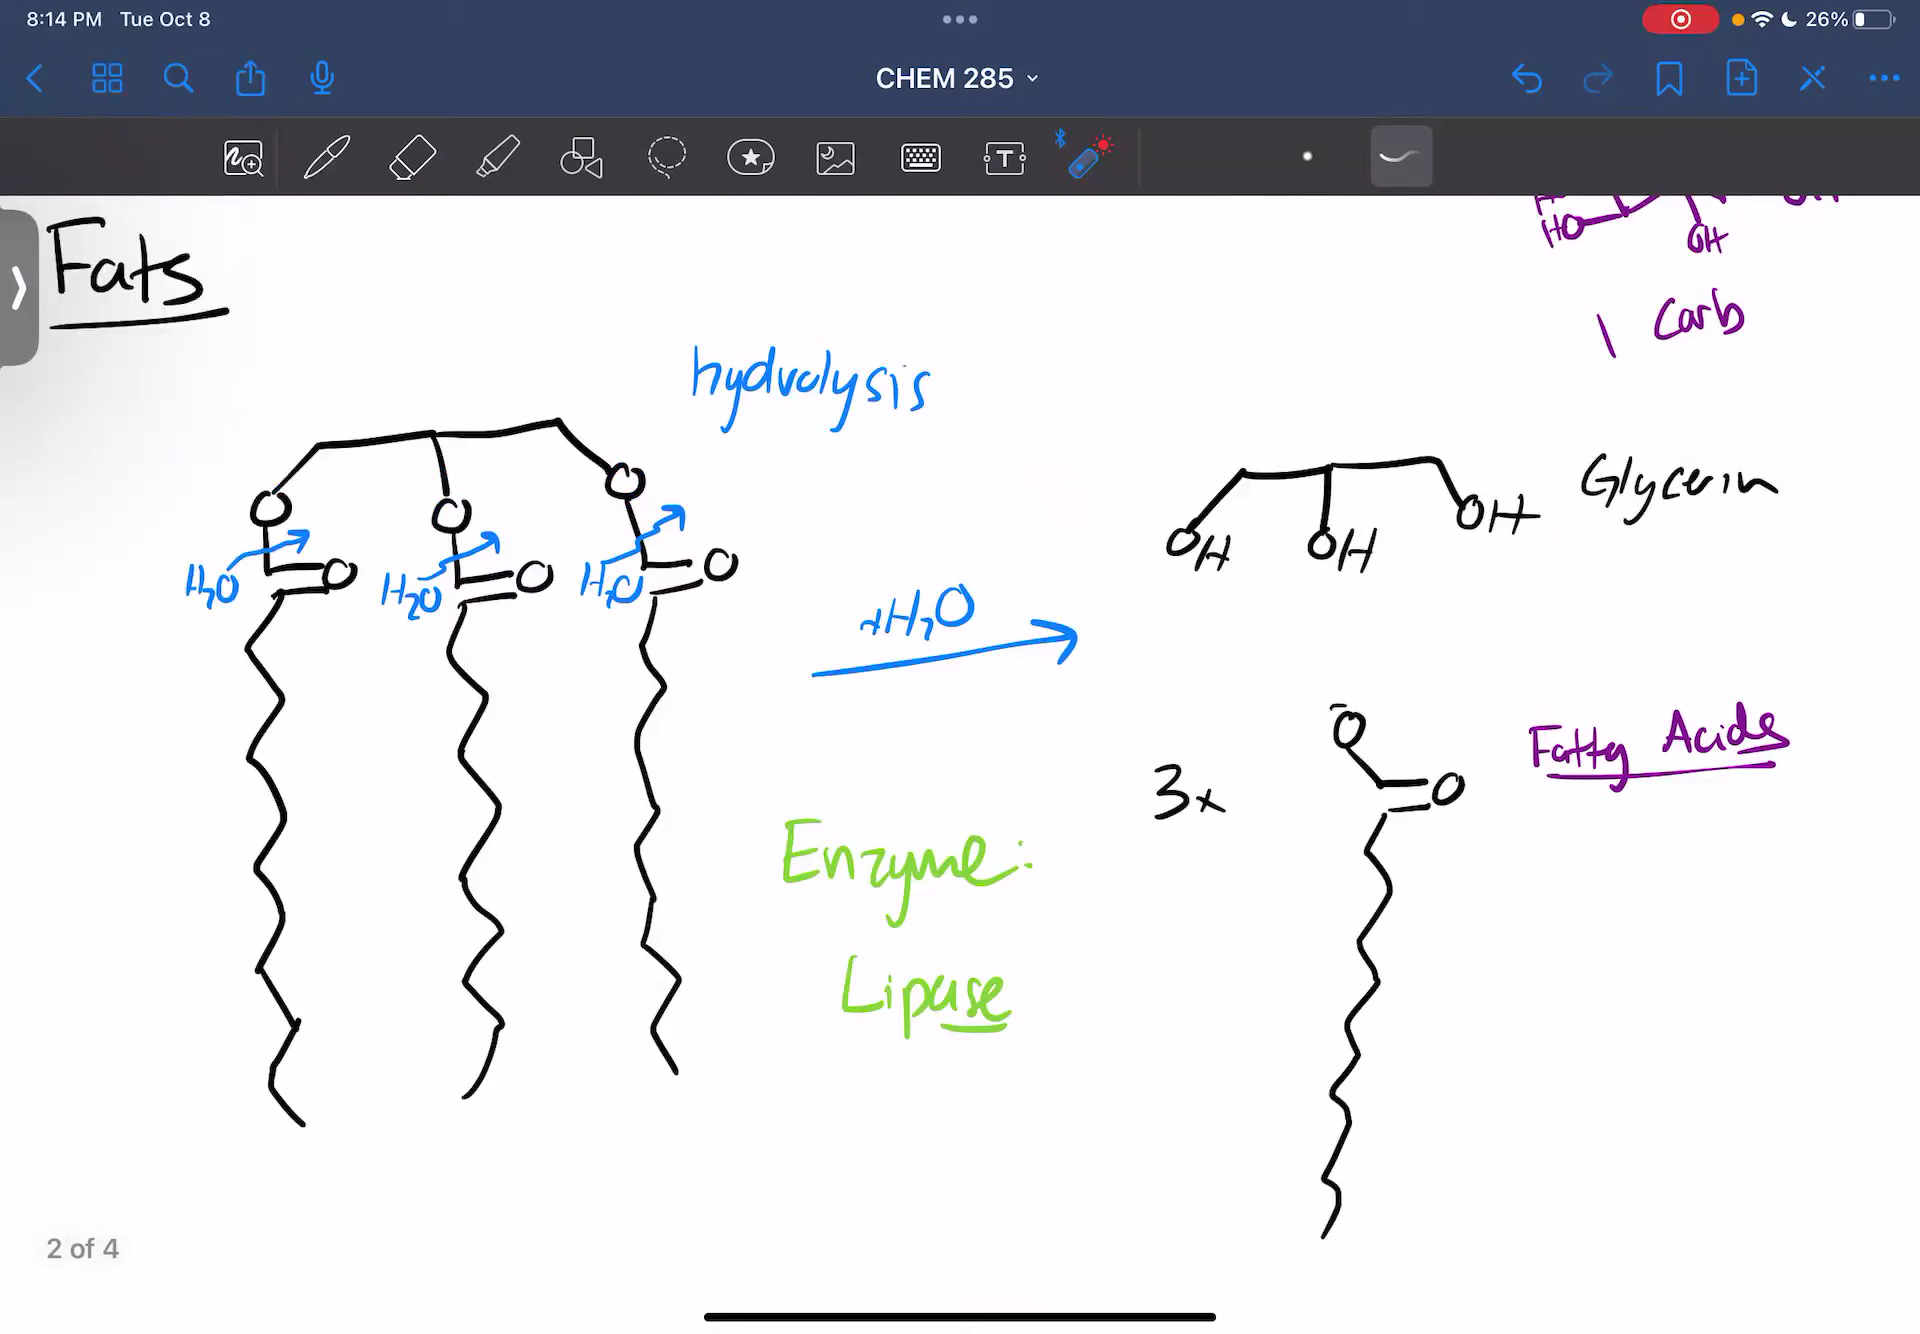 8:14 PM Tue Oct 8
26%
CHEM 285
T
HO
OH
Fats
1 Carb
hydrolysis
O O O
H2O O H2O O H2O O
OH OH OH
Glycerin
+H2O
Enzyme:
Lipase
3x
-O
O
Fatty Acids
2 of 4